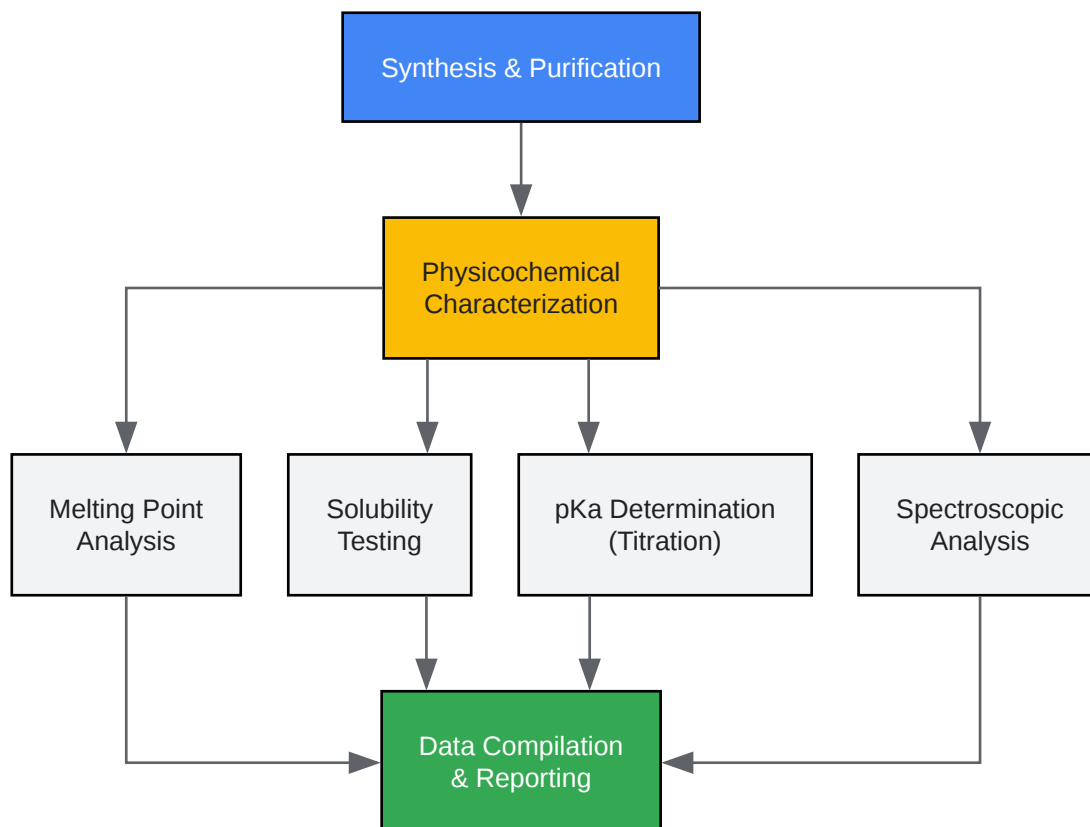 Synthesis & Purification
Physicochemical
Characterization
Melting Point
Analysis
Solubility
Testing
pKa Determination
(Titration)
Spectroscopic
Analysis
Data Compilation
& Reporting